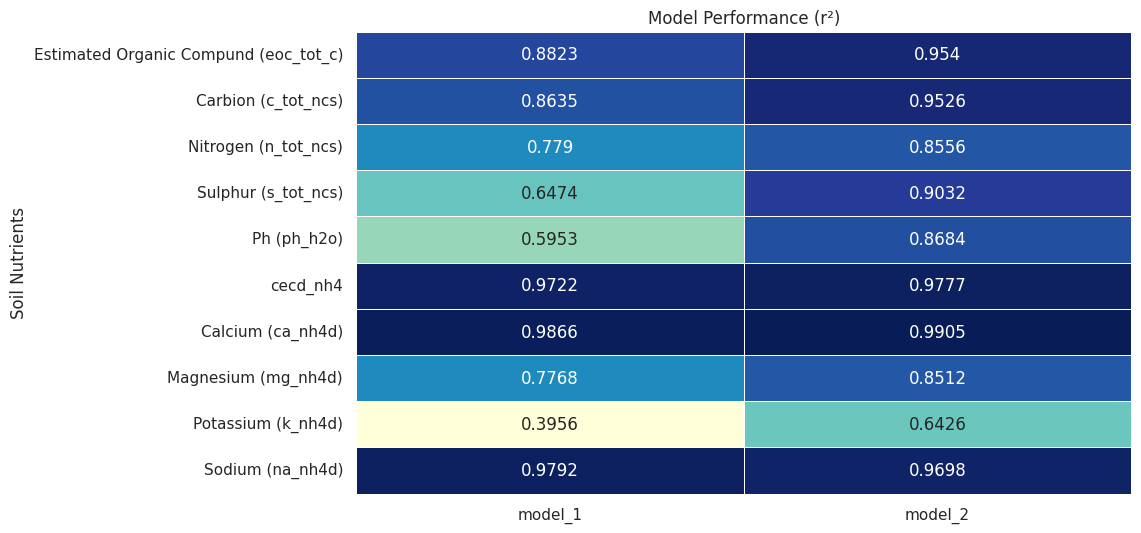 Model Performance (r²)
Soil Nutrients
Estimated Organic Compund (eoc_tot_c) 0.8823 0.954
Carbion (c_tot_ncs) 0.8635 0.9526
Nitrogen (n_tot_ncs) 0.779 0.8556
Sulphur (s_tot_ncs) 0.6474 0.9032
Ph (ph_h2o) 0.5953 0.8684
cecd_nh4 0.9722 0.9777
Calcium (ca_nh4d) 0.9866 0.9905
Magnesium (mg_nh4d) 0.7768 0.8512
Potassium (k_nh4d) 0.3956 0.6426
Sodium (na_nh4d) 0.9792 0.9698
model_1 model_2